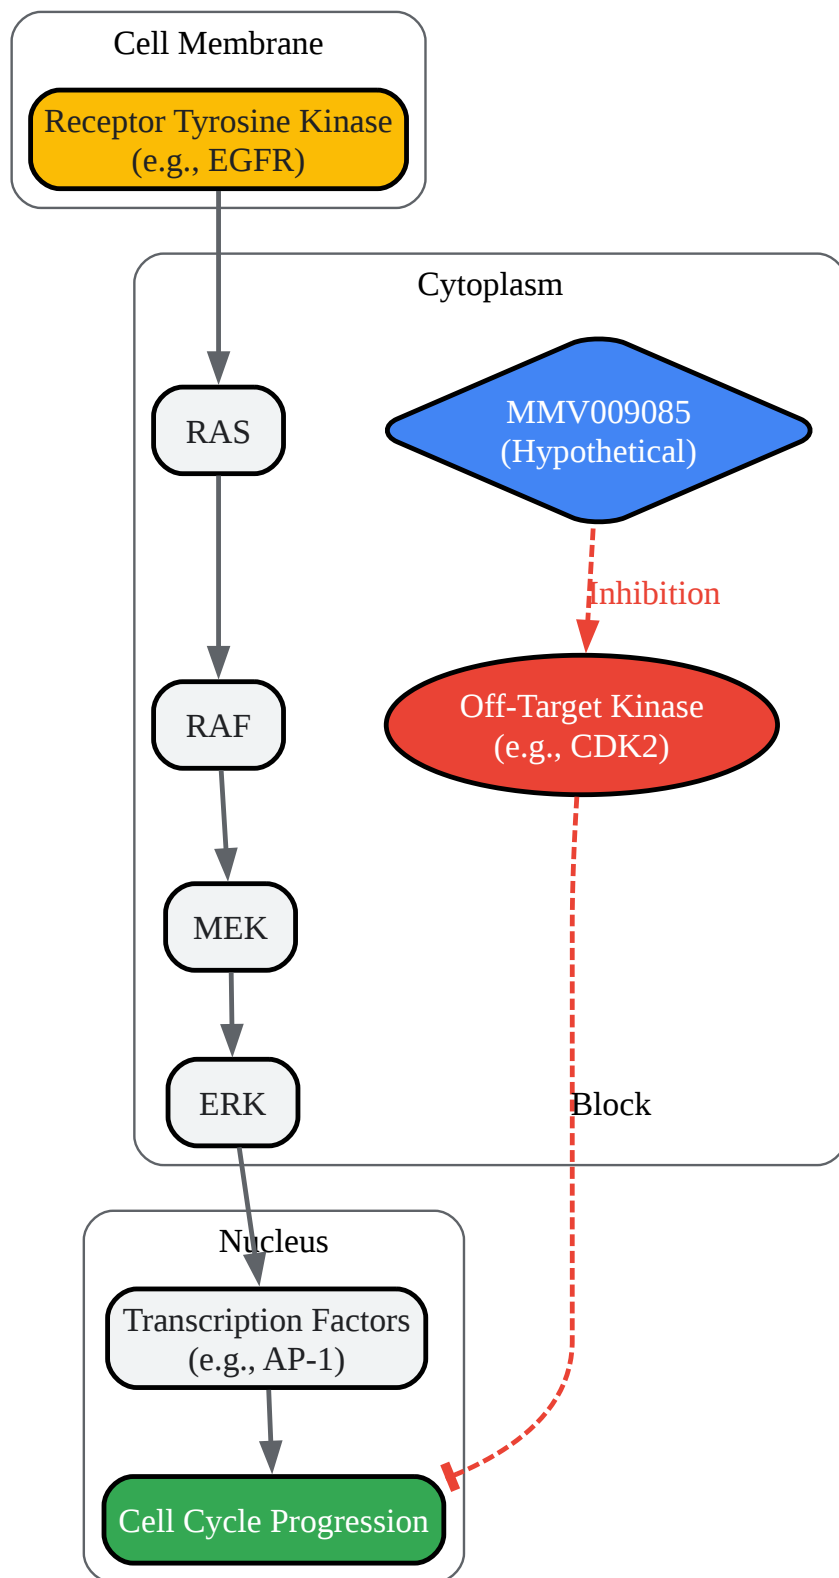 Cell Membrane
Receptor Tyrosine Kinase
(e.g., EGFR)
Cytoplasm
RAS
MMV009085
(Hypothetical)
Inhibition
RAF
Off-Target Kinase
(e.g., CDK2)
MEK
ERK
Block
Nucleus
Transcription Factors
(e.g., AP-1)
Cell Cycle Progression